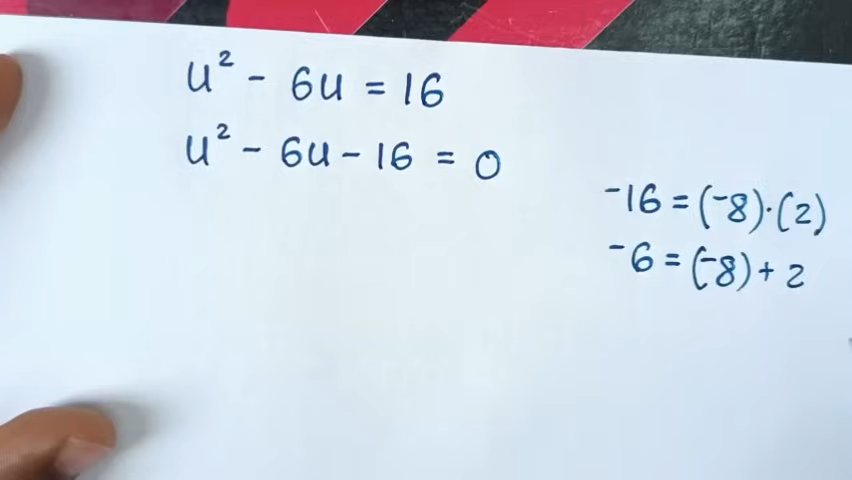 u² - 6u = 16
u² - 6u - 16 = 0
⁻16 = (⁻8)·(2)
⁻6 = (⁻8) + 2